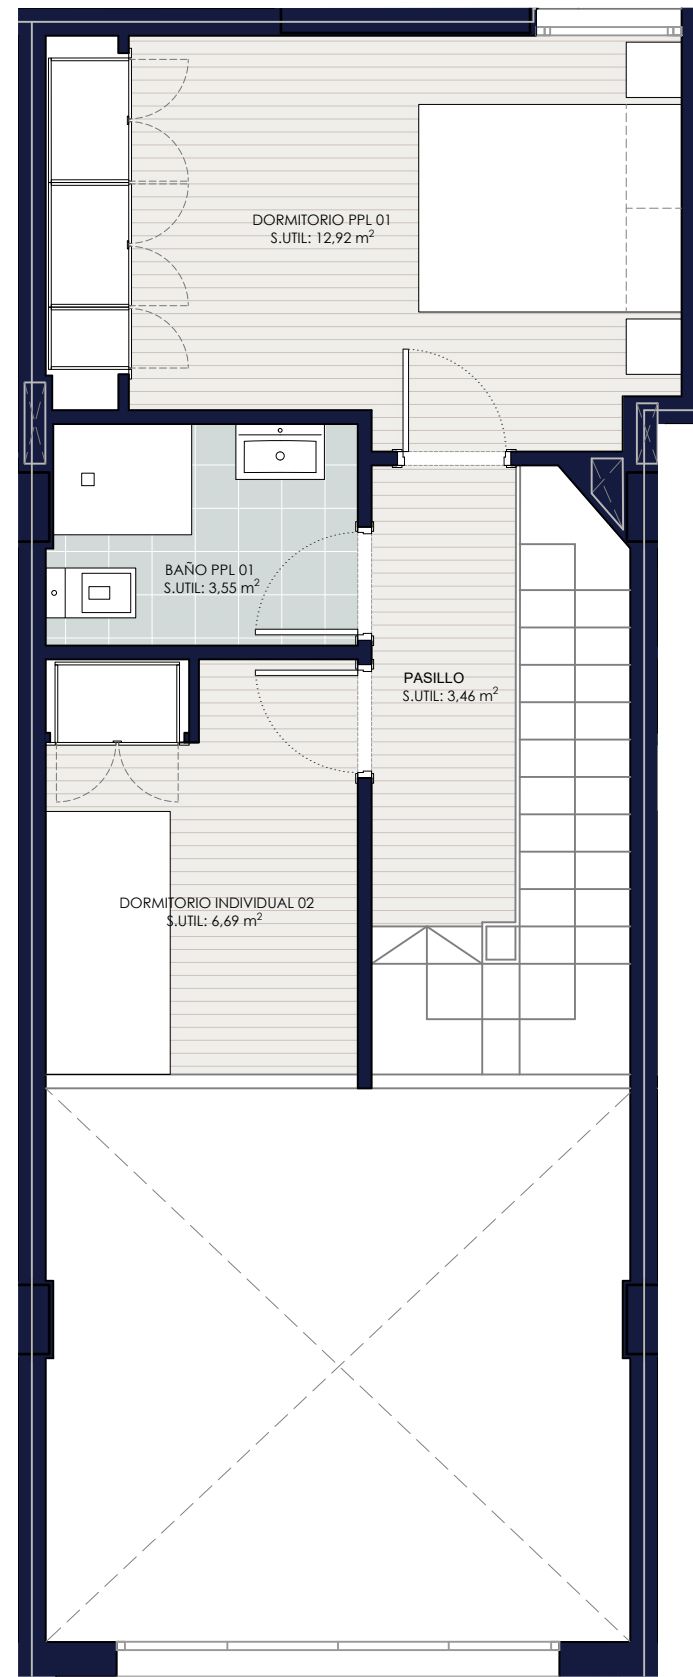 DORMITORIO PPL 01
S.UTIL: 12,92 m²
BAÑO PPL 01
S.UTIL: 3,55 m²
PASILLO
S.UTIL: 3,46 m²
DORMITORIO INDIVIDUAL 02
S.UTIL: 6,69 m²